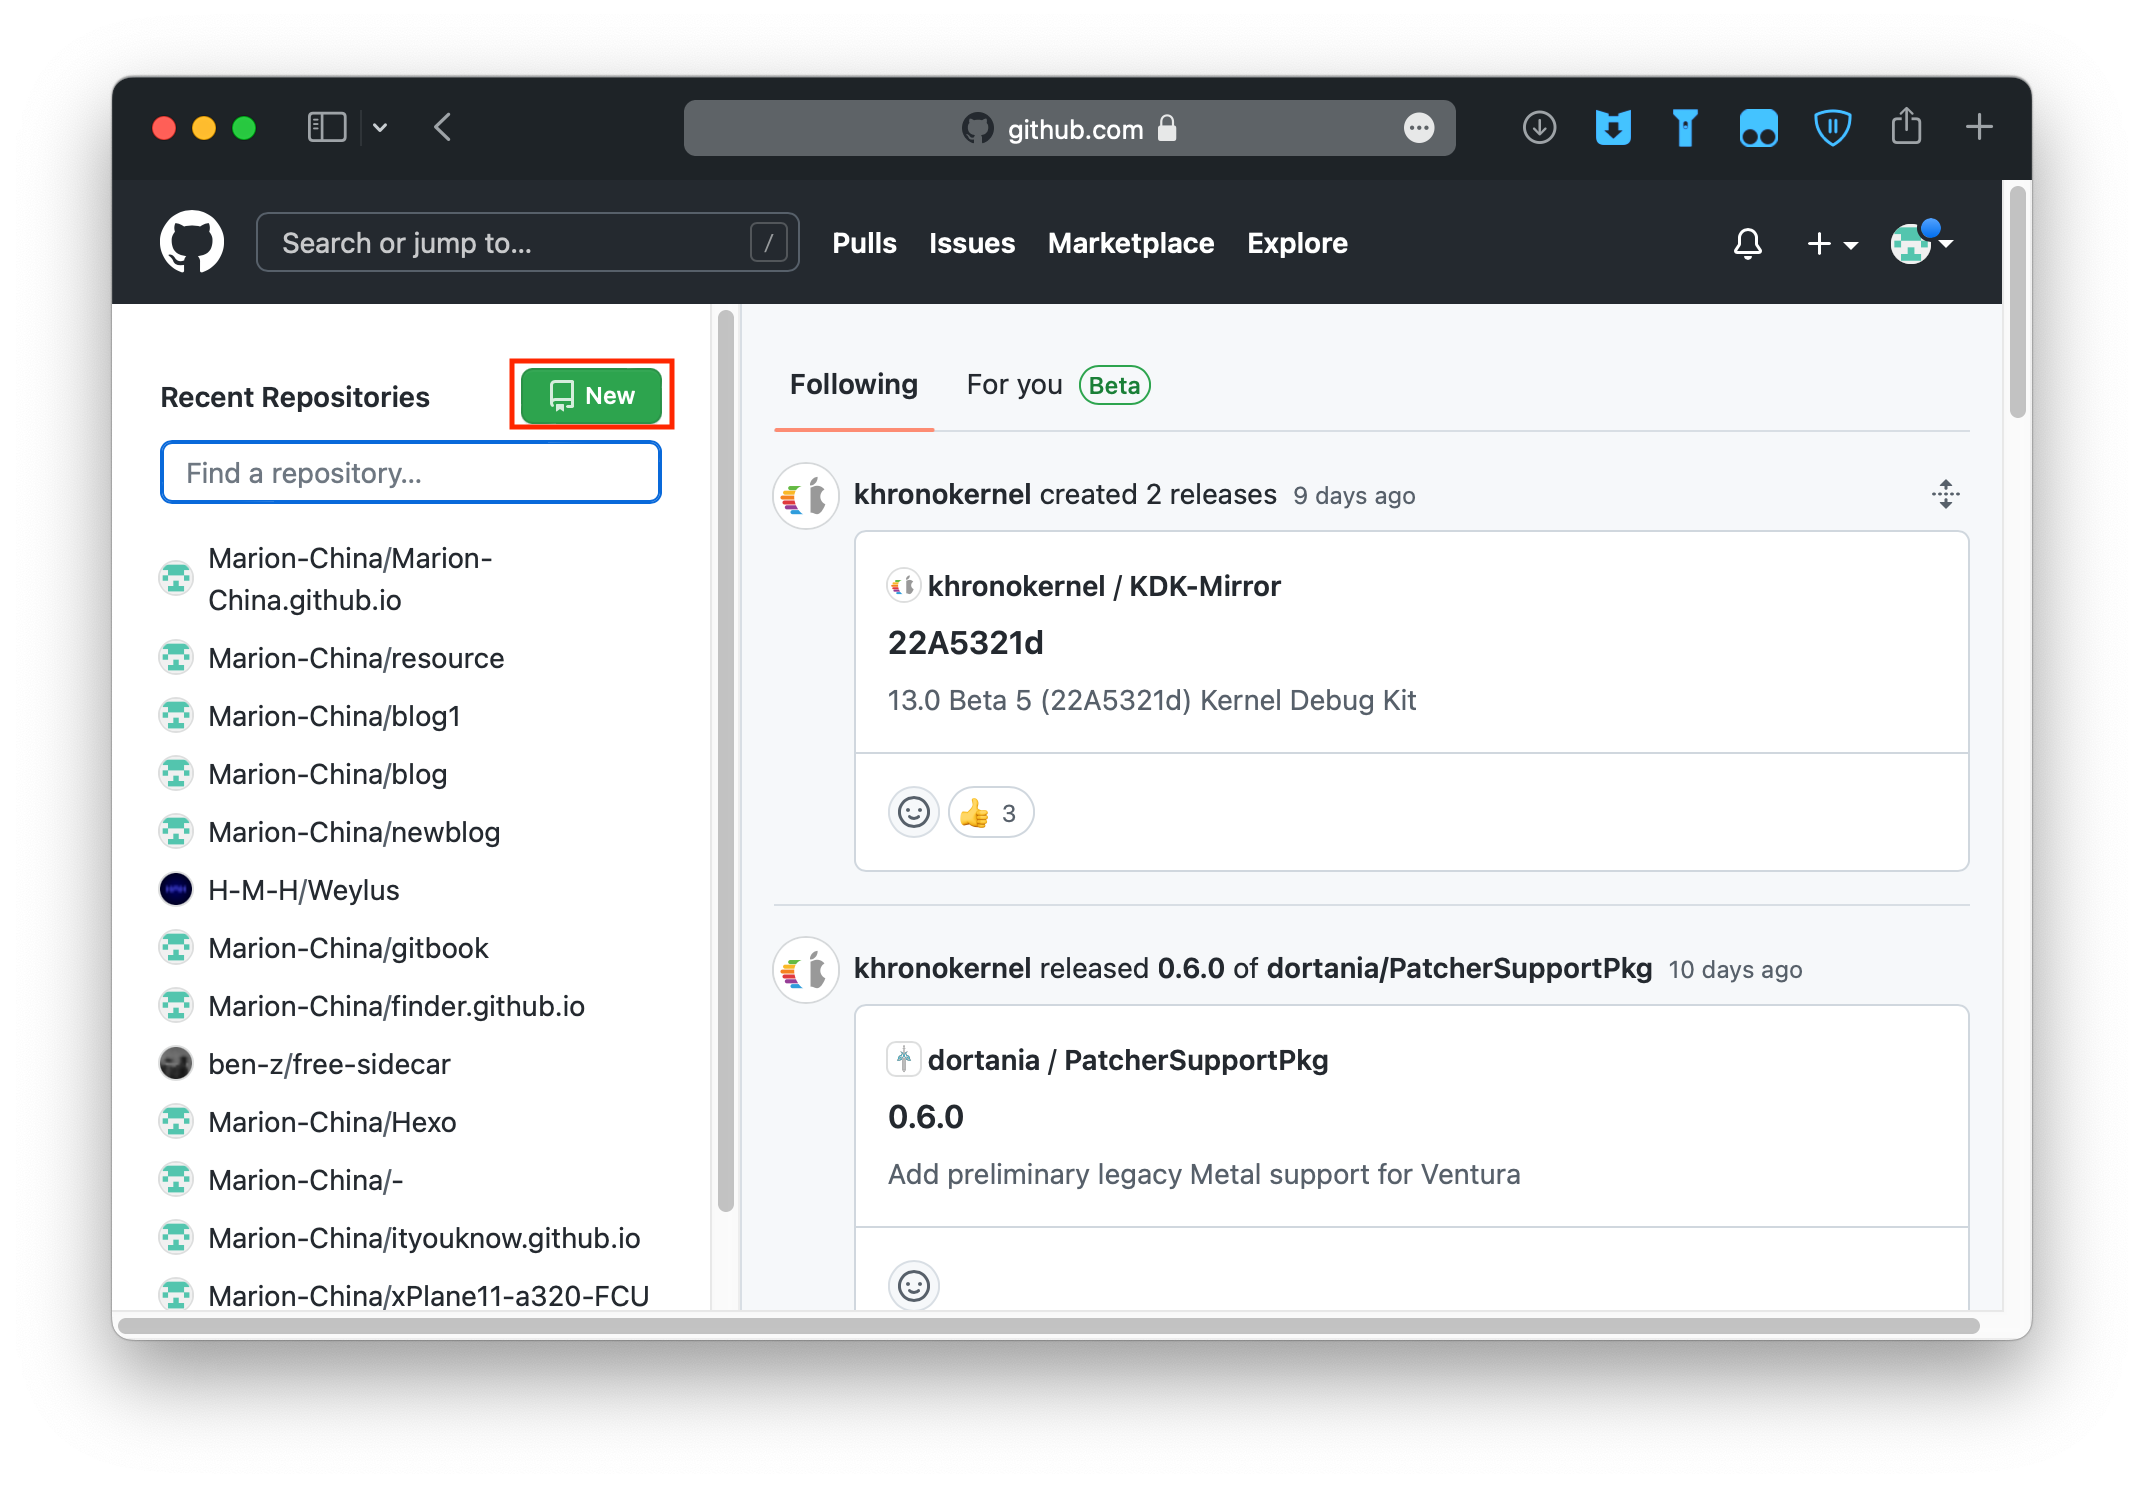 github.com
Search or jump to...
/
Pulls
Issues
Marketplace
Explore
Recent Repositories
New
Find a repository...
Marion-China/Marion-
China.github.io
Marion-China/resource
Marion-China/blog1
Marion-China/blog
Marion-China/newblog
H-M-H/Weylus
Marion-China/gitbook
Marion-China/finder.github.io
ben-z/free-sidecar
Marion-China/Hexo
Marion-China/-
Marion-China/ityouknow.github.io
Marion-China/xPlane11-a320-FCU
Following
For you
Beta
khronokernel created 2 releases 9 days ago
khronokernel / KDK-Mirror
22A5321d
13.0 Beta 5 (22A5321d) Kernel Debug Kit
👍 3
khronokernel released 0.6.0 of dortania/PatcherSupportPkg 10 days ago
dortania / PatcherSupportPkg
0.6.0
Add preliminary legacy Metal support for Ventura